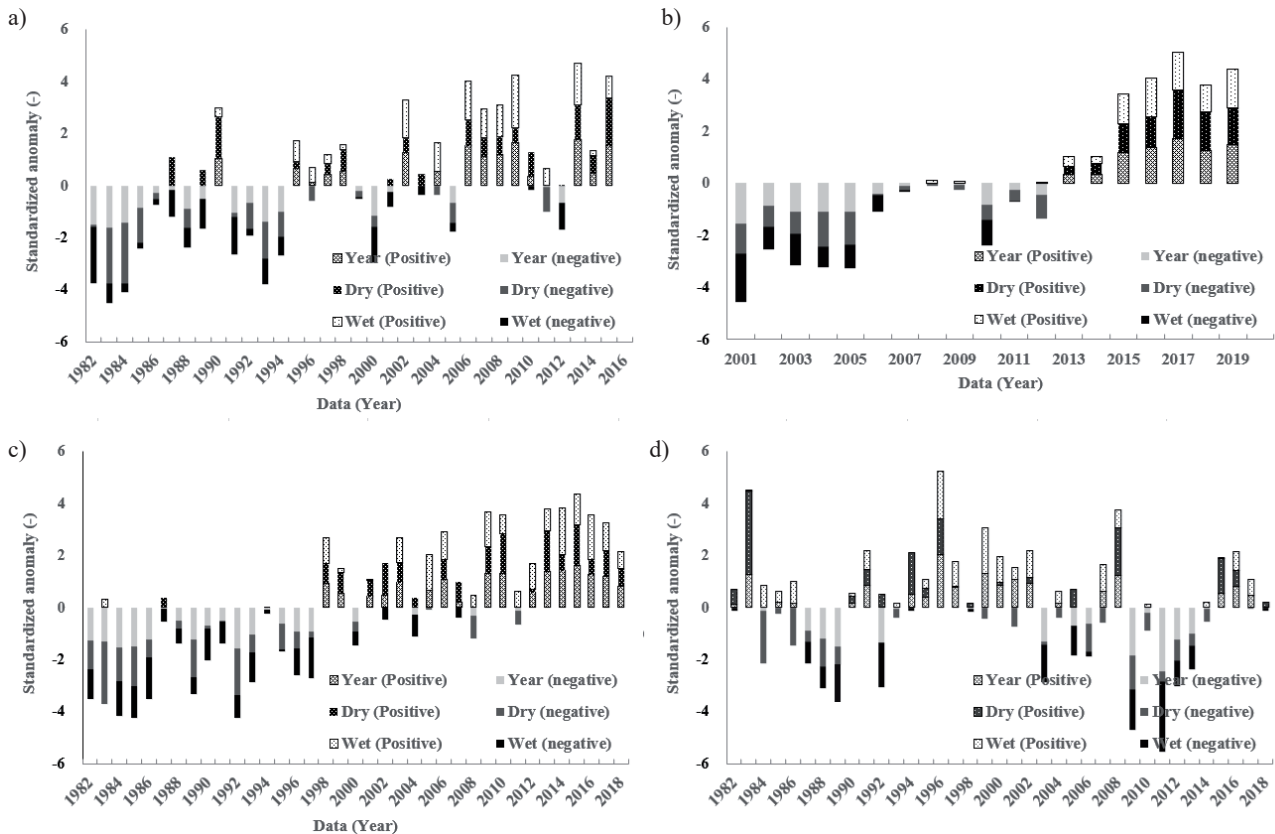 a)
6
4
2
0
-2
-4
-6
Standardized anomaly (-)
Year (Positive) Year (negative)
Dry (Positive) Dry (negative)
Wet (Positive) Wet (negative)
1982 1984 1986 1988 1990 1992 1994 1996 1998 2000 2002 2004 2006 2008 2010 2012 2014 2016
Data (Year)
b)
6
4
2
0
-2
-4
-6
Standardized anomaly (-)
Year (Positive) Year (negative)
Dry (Positive) Dry (negative)
Wet (Positive) Wet (negative)
2001 2003 2005 2007 2009 2011 2013 2015 2017 2019
Data (Year)
c)
6
4
2
0
-2
-4
-6
Standardized anomaly (-)
Year (Positive) Year (negative)
Dry (Positive) Dry (negative)
Wet (Positive) Wet (negative)
1982 1984 1986 1988 1990 1992 1994 1996 1998 2000 2002 2004 2006 2008 2010 2012 2014 2016 2018
Data (Year)
d)
6
4
2
0
-2
-4
-6
Standardized anomaly (-)
Year (Positive) Year (negative)
Dry (Positive) Dry (negative)
Wet (Positive) Wet (negative)
1982 1984 1986 1988 1990 1992 1994 1996 1998 2000 2002 2004 2006 2008 2010 2012 2014 2016 2018